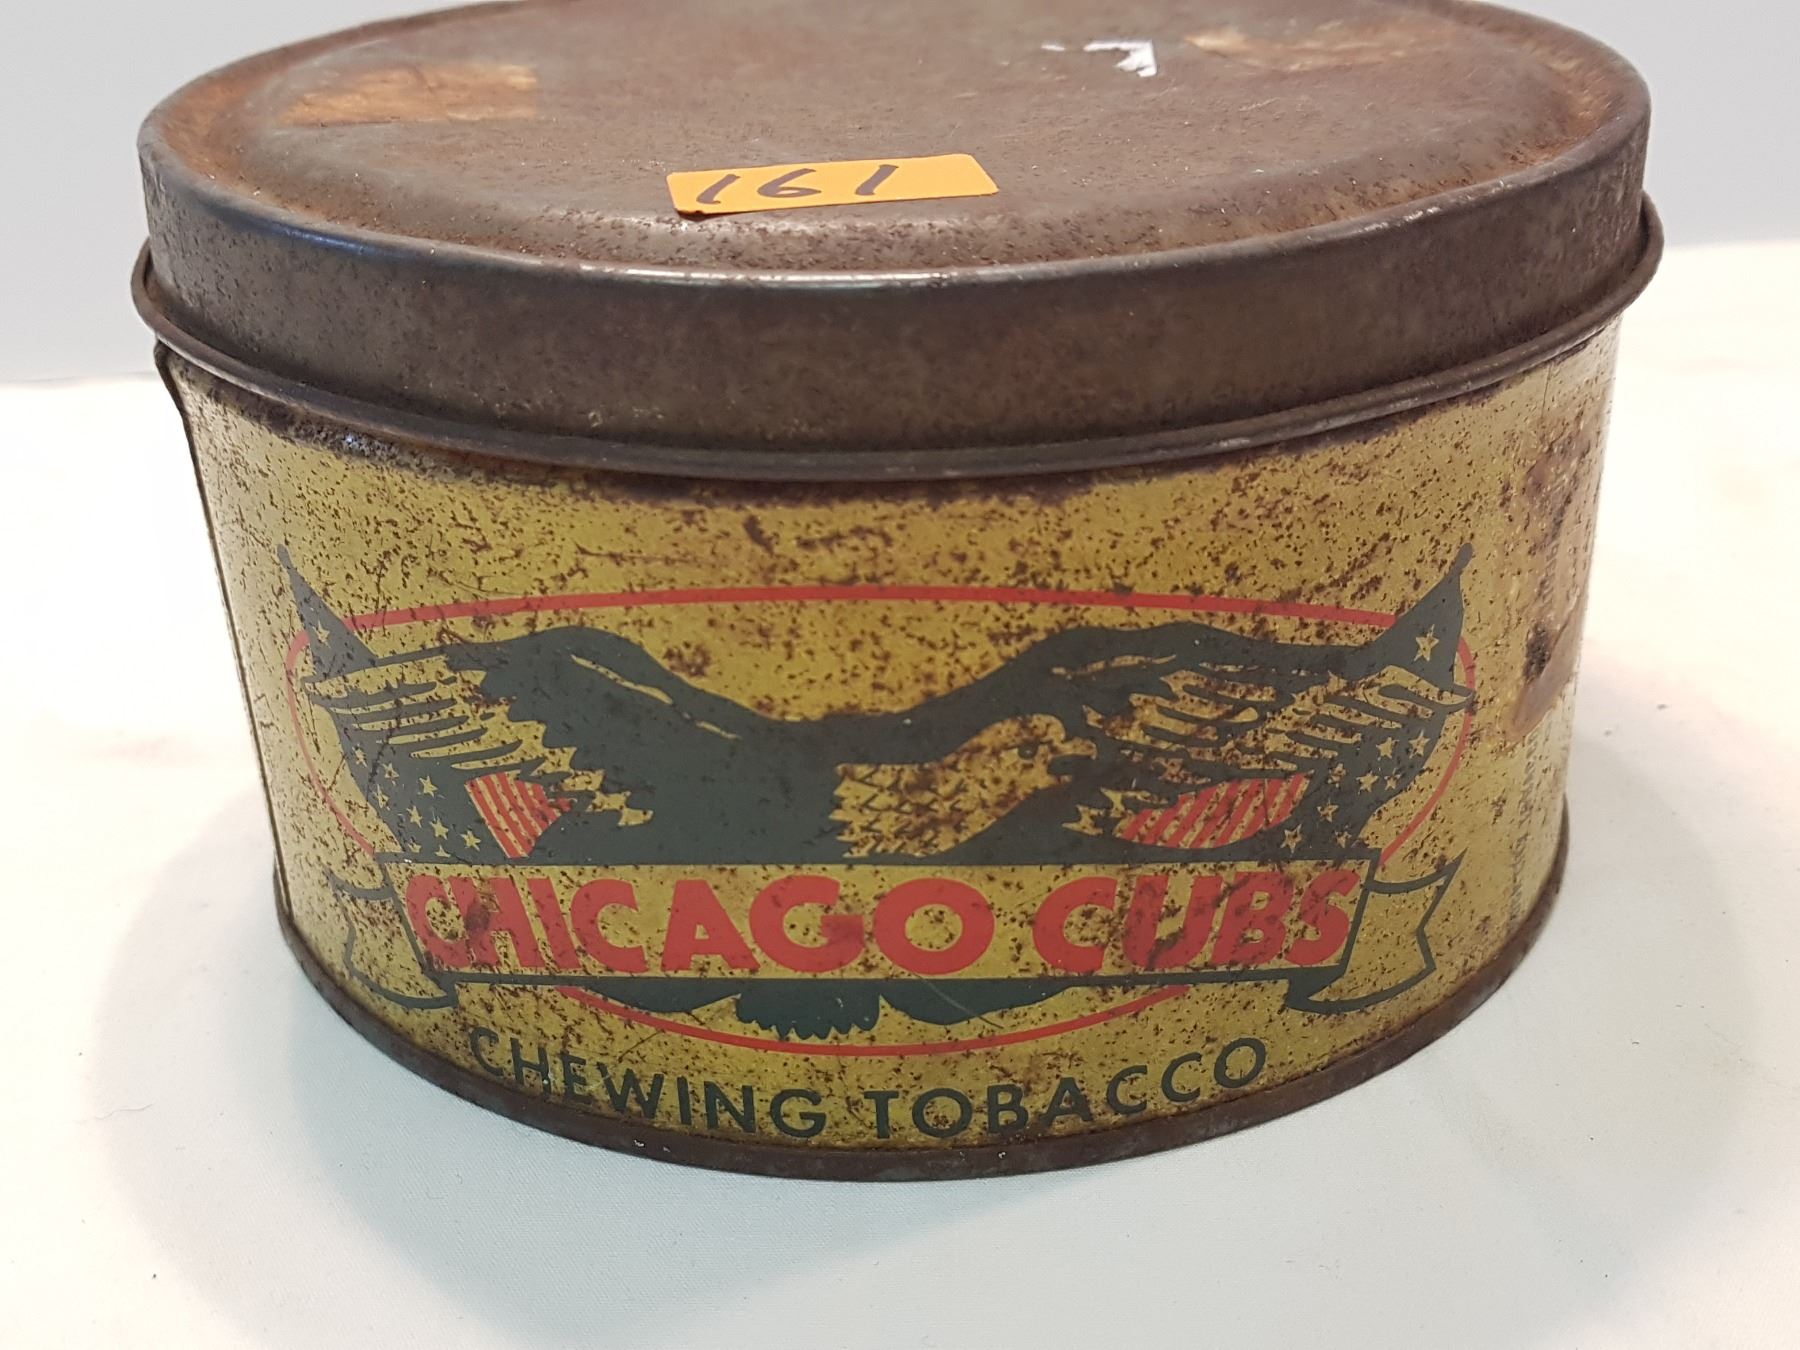 161
CHICAGO CUBS
CHEWING TOBACCO